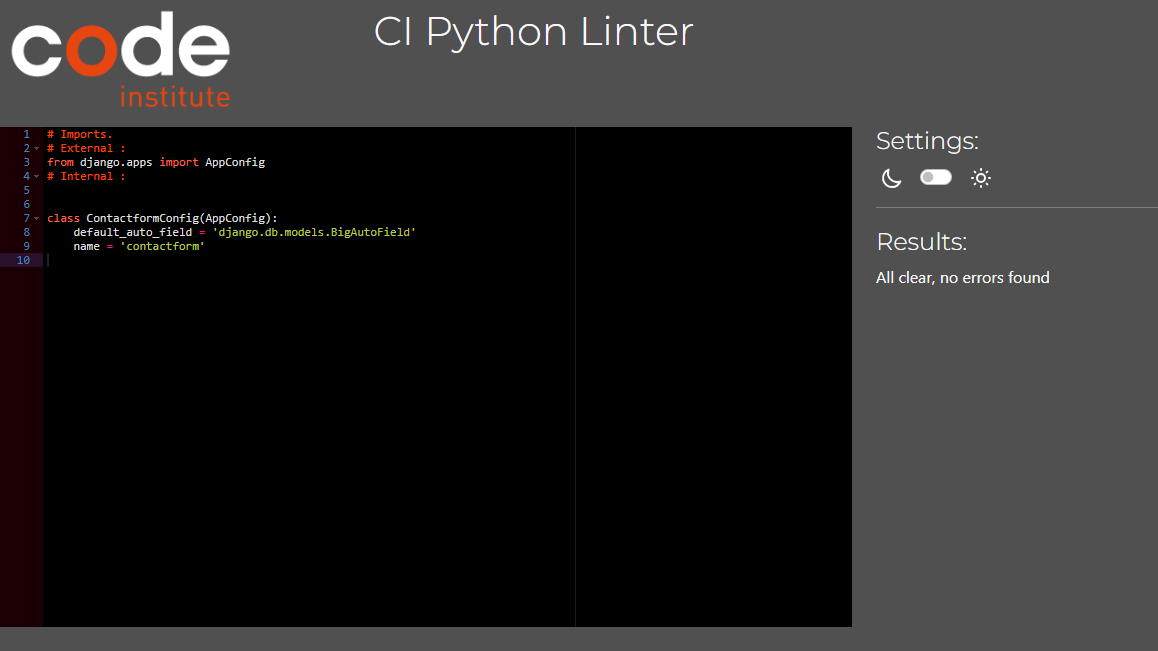 code
institute
CI Python Linter
1 # Imports.
2 # External :
3 from django.apps import AppConfig
4 # Internal :
5
6
7 class ContactformConfig(AppConfig):
8     default_auto_field = 'django.db.models.BigAutoField'
9     name = 'contactform'
10
Settings:
Results:
All clear, no errors found